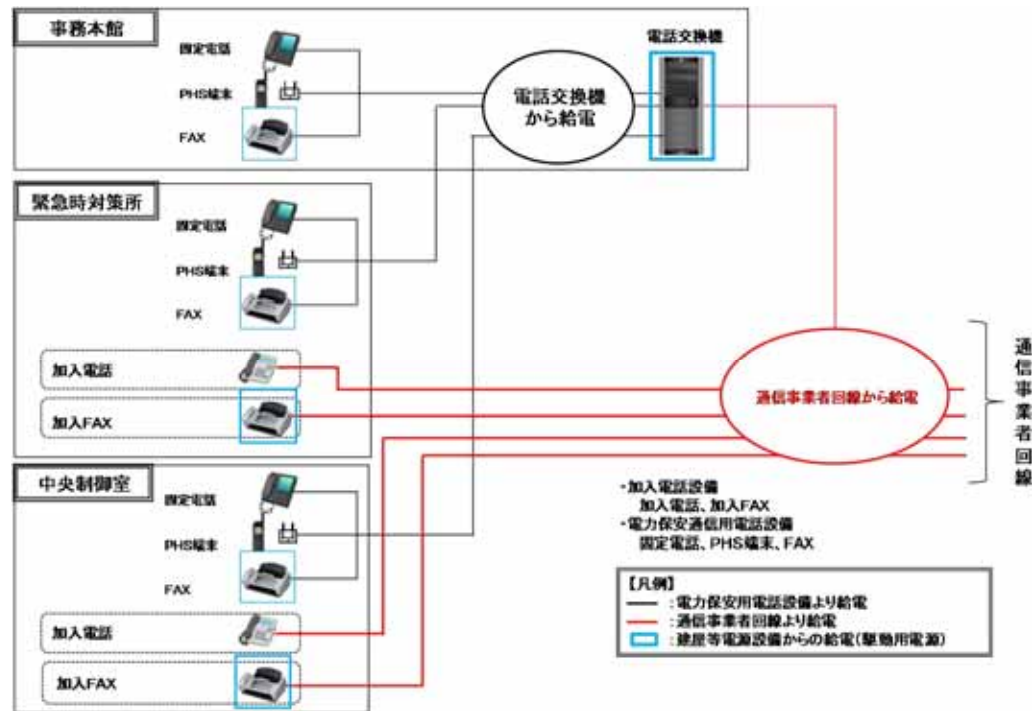 事務本館
固定電話
PHS端末
FAX
電話交換機
から給電
電話交換機
緊急時対策所
固定電話
PHS端末
FAX
加入電話
加入FAX
通信事業者回線から給電
通信事業者回線
中央制御室
固定電話
PHS端末
FAX
加入電話
加入FAX
・加入電話設備
加入電話、加入FAX
・電力保安通信用電話設備
固定電話、PHS端末、FAX
【凡例】
:電力保安用電話設備より給電
:通信事業者回線より給電
:建屋等電源設備からの給電(駆動用電源)